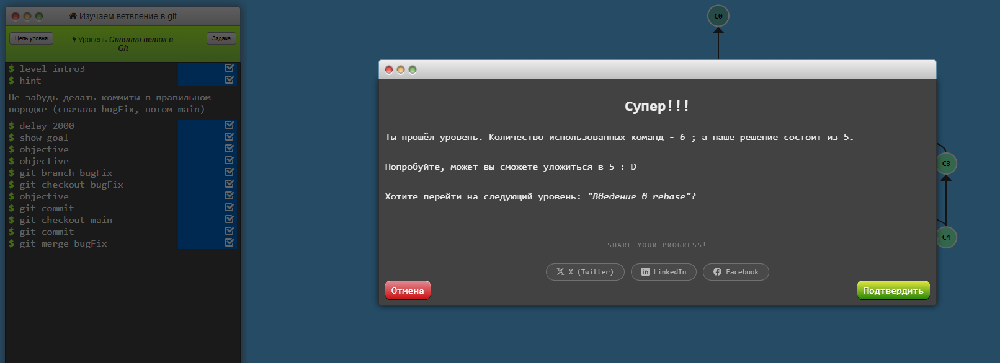 Изучаем ветвление в git
Цель уровня
Уровень Слияния веток в
Git
Задача
$ level intro3
$ hint
Не забудь делать коммиты в правильном
порядке (сначала bugFix, потом main)
$ delay 2000
$ show goal
$ objective
$ objective
$ git branch bugFix
$ git checkout bugFix
$ objective
$ git commit
$ git checkout main
$ git commit
$ git merge bugFix
C0
Супер!!!
Ты прошёл уровень. Количество использованных команд - 6 ; а наше решение состоит из 5.
Попробуйте, может вы сможете уложиться в 5 : D
Хотите перейти на следующий уровень: "Введение в rebase"?
SHARE YOUR PROGRESS!
X (Twitter)
LinkedIn
Facebook
Отмена
Подтвердить
C3
C4